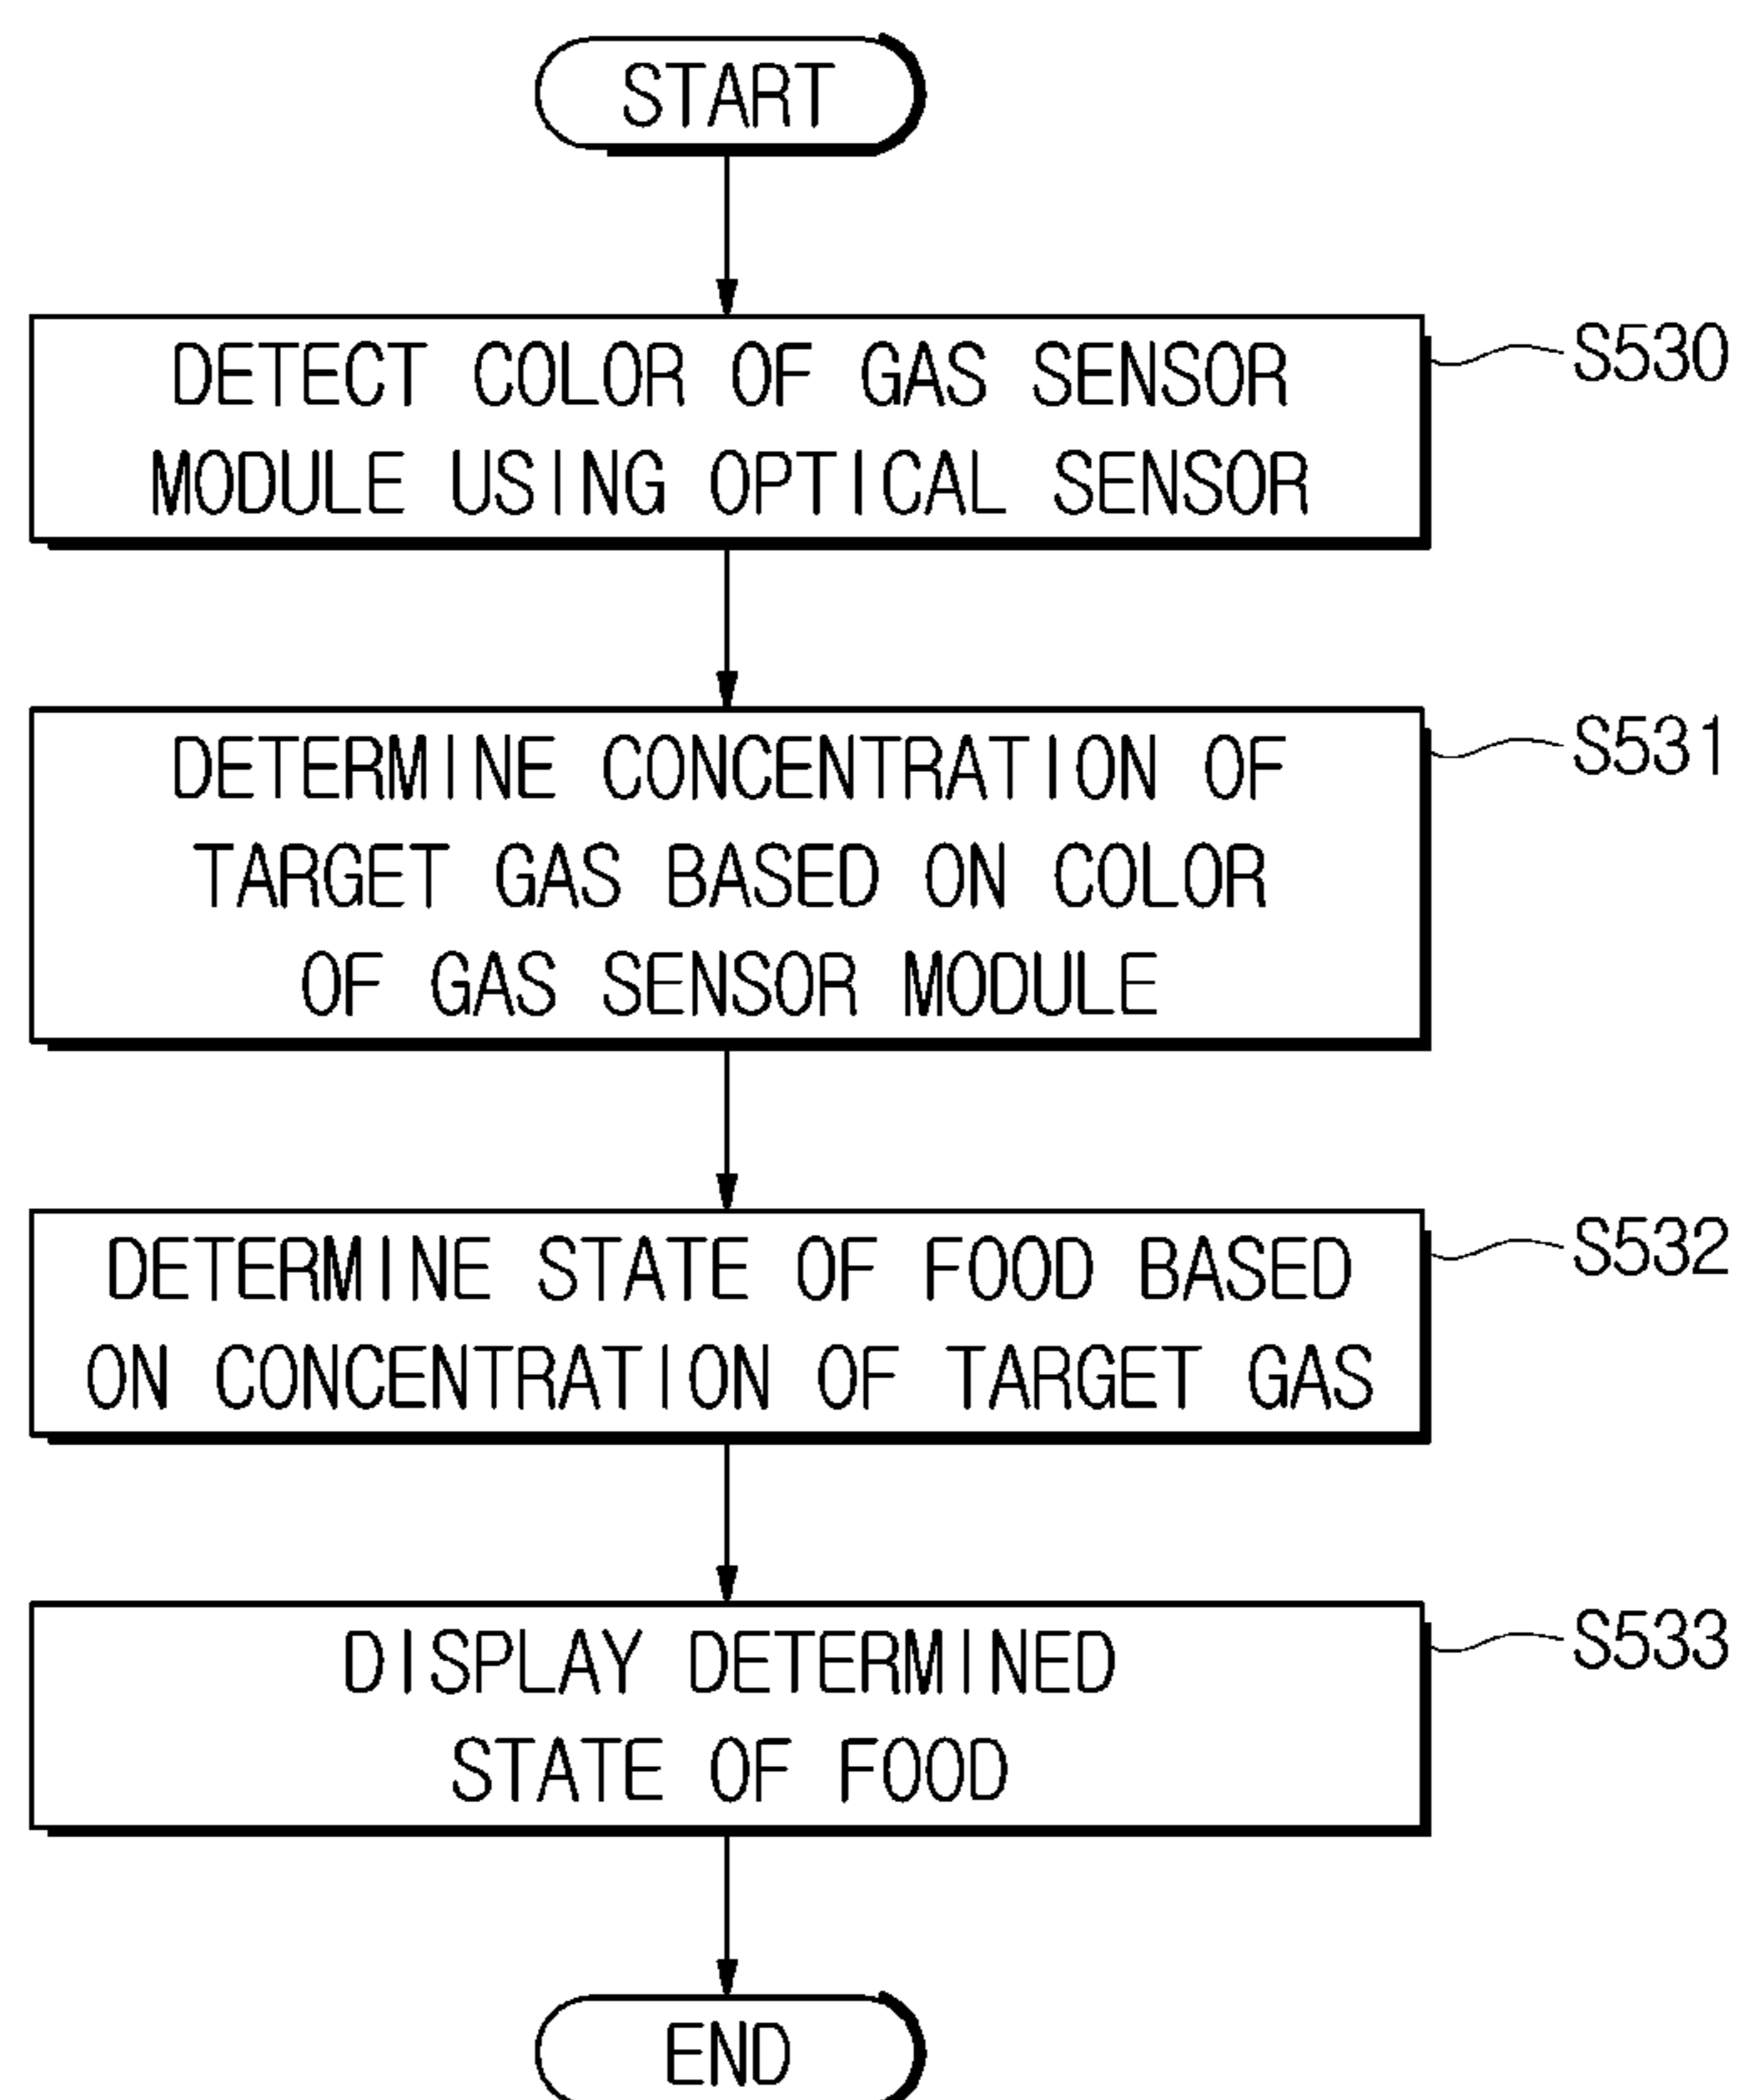 START
DETECT COLOR OF GAS SENSOR
MODULE USING OPTICAL SENSOR
S530
DETERMINE CONCENTRATION OF
TARGET GAS BASED ON COLOR
OF GAS SENSOR MODULE
S531
DETERMINE STATE OF FOOD BASED
ON CONCENTRATION OF TARGET GAS
S532
DISPLAY DETERMINED
STATE OF FOOD
S533
END